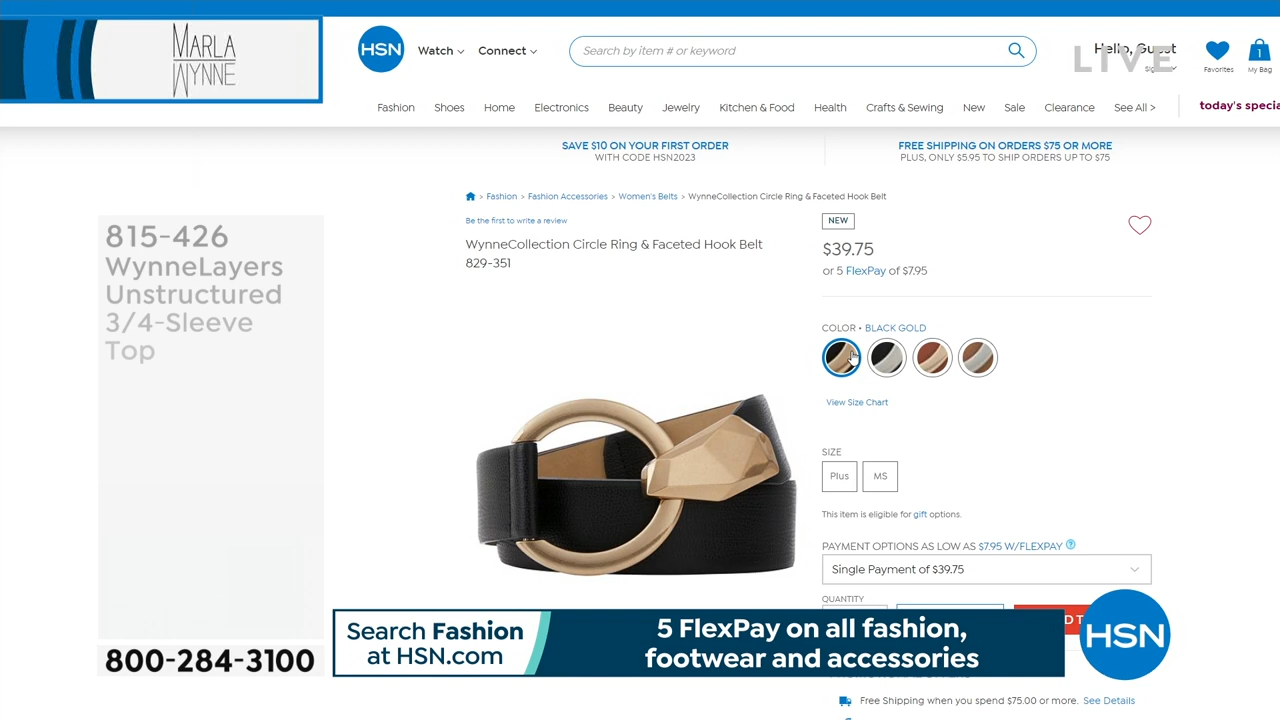 MARLA
WYNNE
HSN
Watch
Connect
Search by item # or keyword
Hello, Guest
LIVE
Favorites
1
My Bag
Fashion
Shoes
Home
Electronics
Beauty
Jewelry
Kitchen & Food
Health
Crafts & Sewing
New
Sale
Clearance
See All >
today's specia
SAVE $10 ON YOUR FIRST ORDER
WITH CODE HSN2023
FREE SHIPPING ON ORDERS $75 OR MORE
PLUS, ONLY $5.95 TO SHIP ORDERS UP TO $75
> Fashion > Fashion Accessories > Women's Belts > WynneCollection Circle Ring & Faceted Hook Belt
Be the first to write a review
WynneCollection Circle Ring & Faceted Hook Belt
829-351
NEW
$39.75
or 5 FlexPay of $7.95
COLOR • BLACK GOLD
View Size Chart
SIZE
Plus
MS
This item is eligible for gift options.
PAYMENT OPTIONS AS LOW AS $7.95 W/FLEXPAY
Single Payment of $39.75
QUANTITY
815-426
WynneLayers
Unstructured
3/4-Sleeve
Top
800-284-3100
Search Fashion
at HSN.com
5 FlexPay on all fashion,
footwear and accessories
HSN
Free Shipping when you spend $75.00 or more. See Details